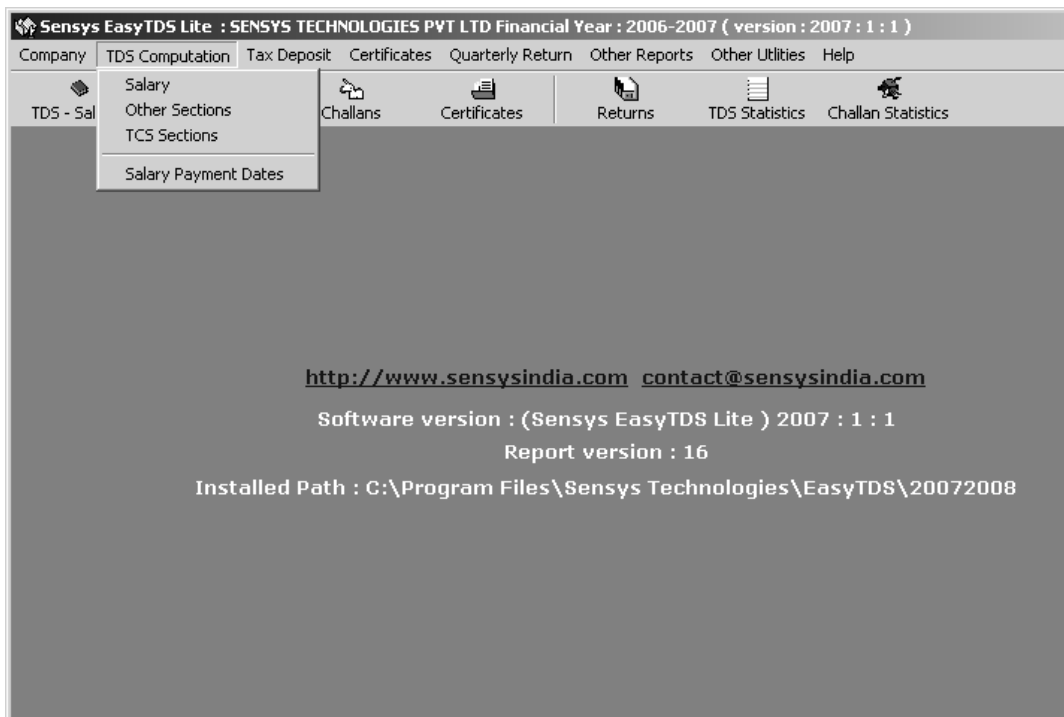 Sensys EasyTDS Lite : SENSYS TECHNOLOGIES PVT LTD Financial Year : 2006-2007 ( version : 2007 : 1 : 1 )
Company TDS Computation Tax Deposit Certificates Quarterly Return Other Reports Other Utlities Help
Salary
Other Sections
TCS Sections
Salary Payment Dates
TDS - Sal Challans Certificates Returns TDS Statistics Challan Statistics
http://www.sensysindia.com contact@sensysindia.com
Software version : (Sensys EasyTDS Lite ) 2007 : 1 : 1
Report version : 16
Installed Path : C:\Program Files\Sensys Technologies\EasyTDS\20072008